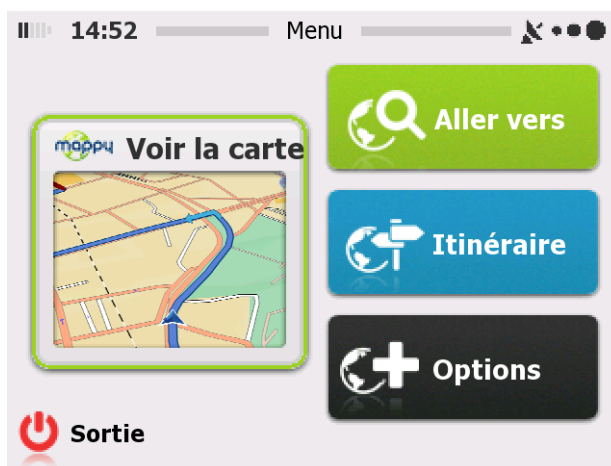 14:52 Menu
mappy Voir la carte
Aller vers
Itinéraire
Options
Sortie